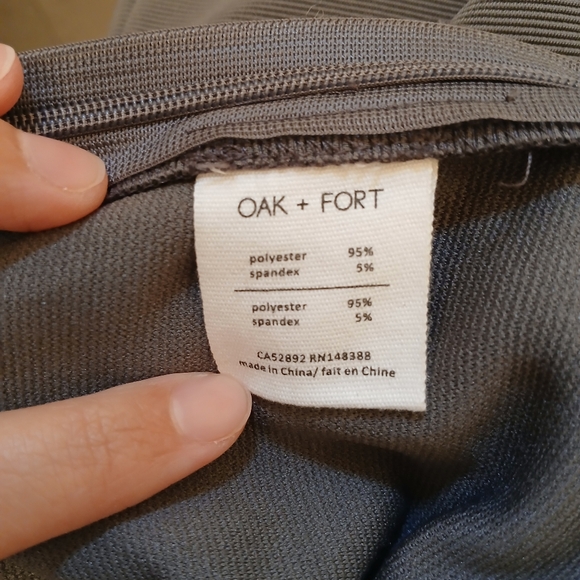 OAK + FORT
polyester 95%
spandex 5%
polyester 95%
spandex 5%
CA52892 RN148388
made in China/ fait en Chine